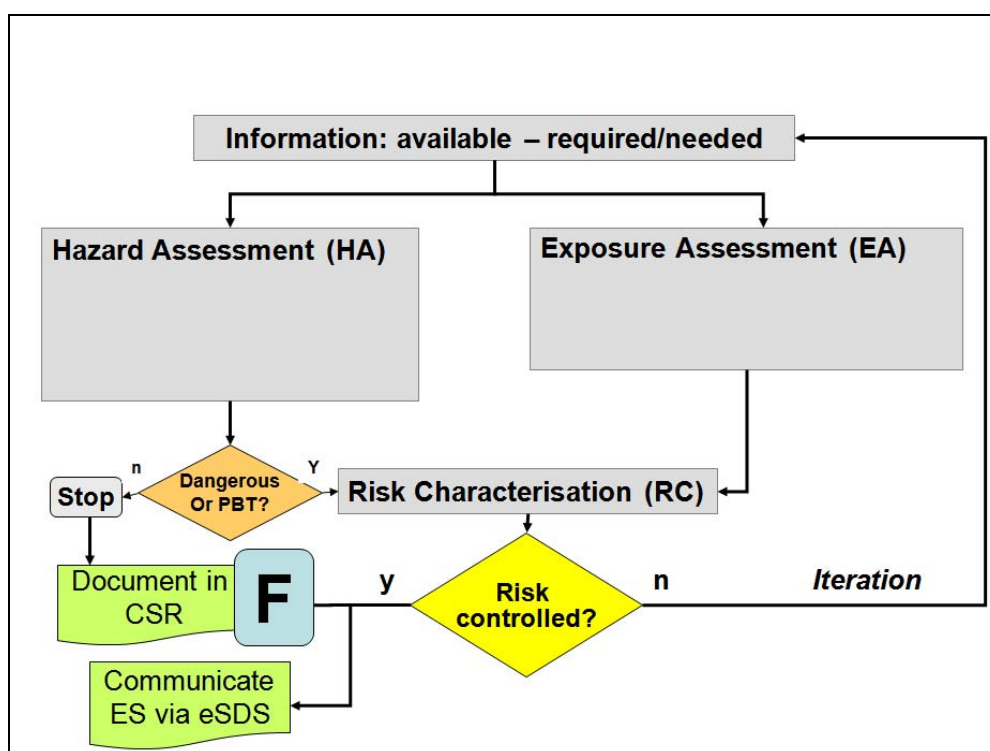 Information: available – required/needed
Hazard Assessment (HA)
Exposure Assessment (EA)
n
Y
Dangerous
Or PBT?
Stop
Risk Characterisation (RC)
Document in
CSR
F
y
Risk
controlled?
n
Iteration
Communicate
ES via eSDS